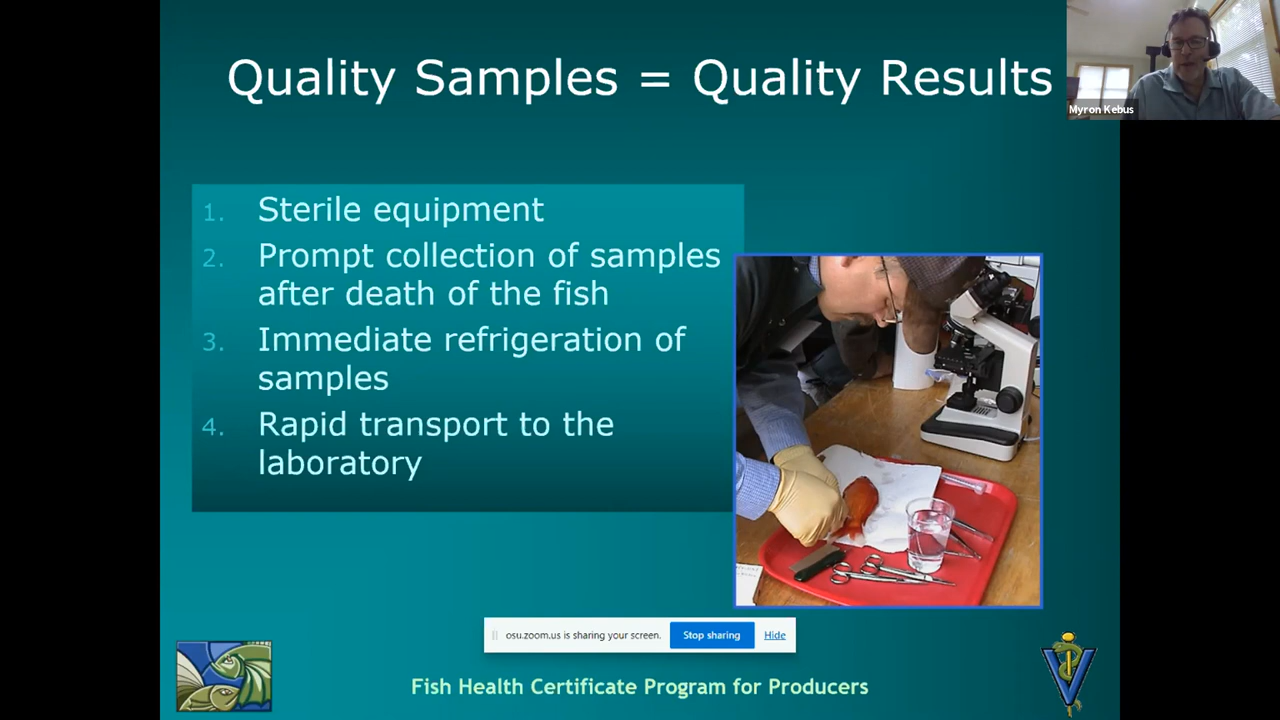 Quality Samples = Quality Results
Myron Kebus
1. Sterile equipment
2. Prompt collection of samples
after death of the fish
3. Immediate refrigeration of
samples
4. Rapid transport to the
laboratory
osu.zoom.us is sharing your screen.
Stop sharing
Hide
Fish Health Certificate Program for Producers
V